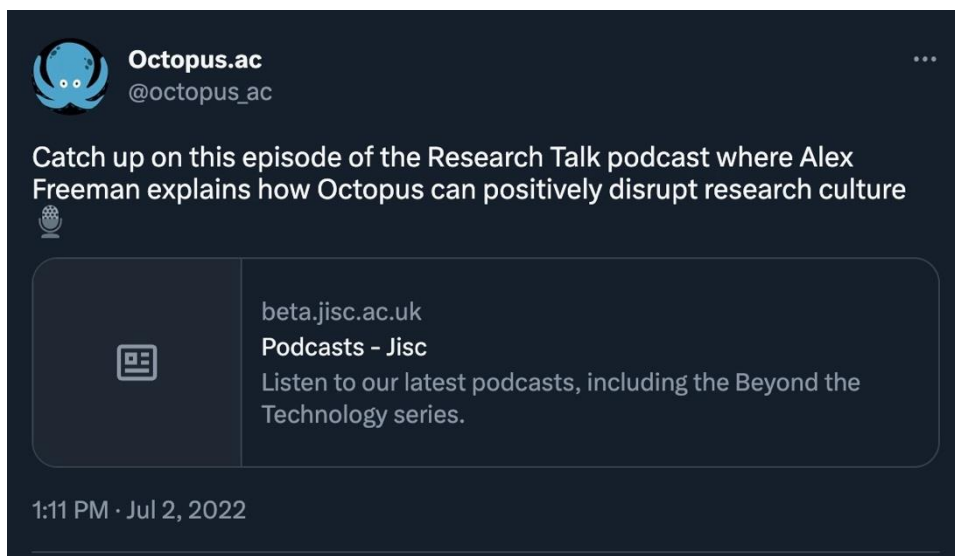 Octopus.ac
@octopus_ac
Catch up on this episode of the Research Talk podcast where Alex
Freeman explains how Octopus can positively disrupt research culture
🎙
beta.jisc.ac.uk
Podcasts - Jisc
Listen to our latest podcasts, including the Beyond the
Technology series.
1:11 PM · Jul 2, 2022